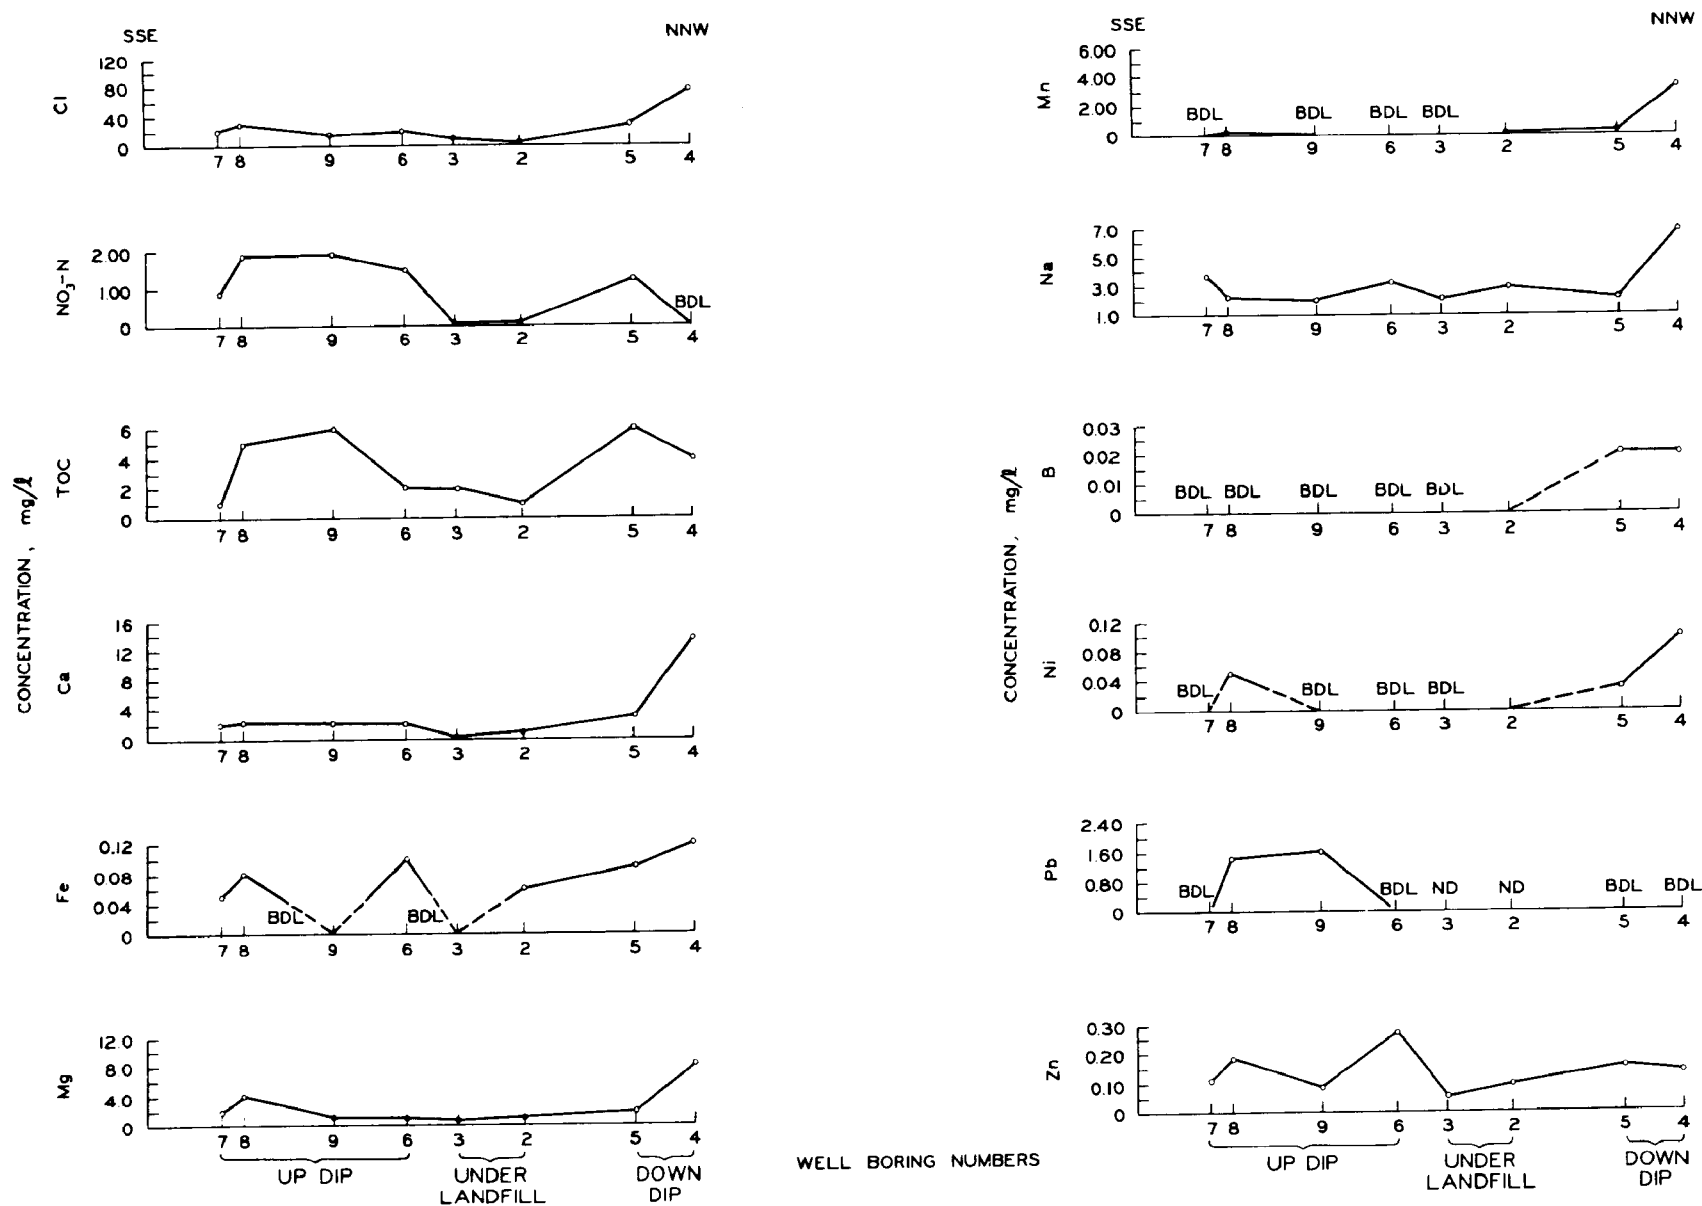 SSE
NNW
120
80
40
0
Cl
7 8 9 6 3 2 5 4
2.00
1.00
0
NO3-N
BDL
7 8 9 6 3 2 5 4
6
4
2
0
TOC
7 8 9 6 3 2 5 4
CONCENTRATION, mg/l
16
12
8
4
0
Ca
7 8 9 6 3 2 5 4
0.12
0.08
0.04
0
Fe
BDL BDL
7 8 9 6 3 2 5 4
12.0
8.0
4.0
0
Mg
7 8 9 6 3 2 5 4
UP DIP
UNDER
LANDFILL
DOWN
DIP
WELL BORING NUMBERS
SSE
NNW
6.00
4.00
2.00
0
Mn
BDL BDL BDL BDL
7 8 9 6 3 2 5 4
7.0
5.0
3.0
1.0
Na
7 8 9 6 3 2 5 4
0.03
0.02
0.01
0
B
BDL BDL BDL BDL BDL
7 8 9 6 3 2 5 4
CONCENTRATION, mg/l
0.12
0.08
0.04
0
Ni
BDL BDL BDL BDL
7 8 9 6 3 2 5 4
2.40
1.60
0.80
0
Pb
BDL BDL ND ND BDL BDL
7 8 9 6 3 2 5 4
0.30
0.20
0.10
0
Zn
7 8 9 6 3 2 5 4
UP DIP
UNDER
LANDFILL
DOWN
DIP